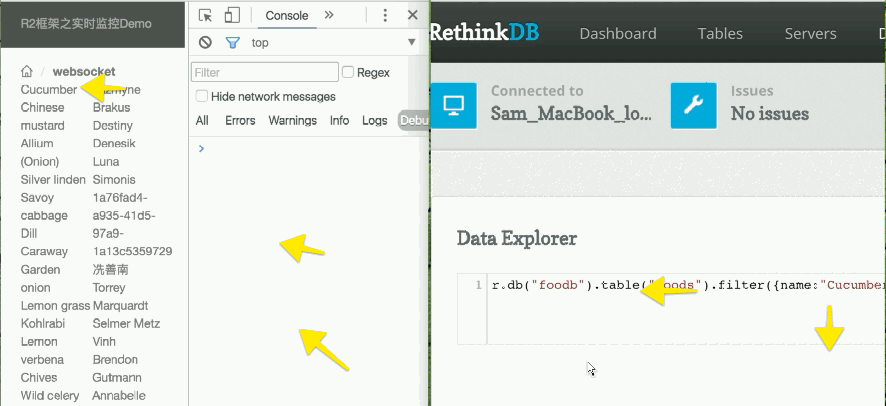 R2框架之实时监控Demo
/ websocket
Cucumber
Chinese Brakus
mustard Destiny
Allium Denesik
(Onion) Luna
Silver linden Simonis
Savoy 1a76fad4-
cabbage a935-41d5-
Dill 97a9-
Caraway 1a13c5359729
Garden 冼善南
onion Torrey
Lemon grass Marquardt
Kohlrabi Selmer Metz
Lemon Vinh
verbena Brendon
Chives Gutmann
Wild celery Annabelle
Console »
top
Filter Regex
Hide network messages
All Errors Warnings Info Logs Debu
>
RethinkDB Dashboard Tables Servers D
Connected to
Sam_MacBook_lo...
Issues
No issues
Data Explorer
1 r.db("foodb").table("foods").filter({name:"Cucumber